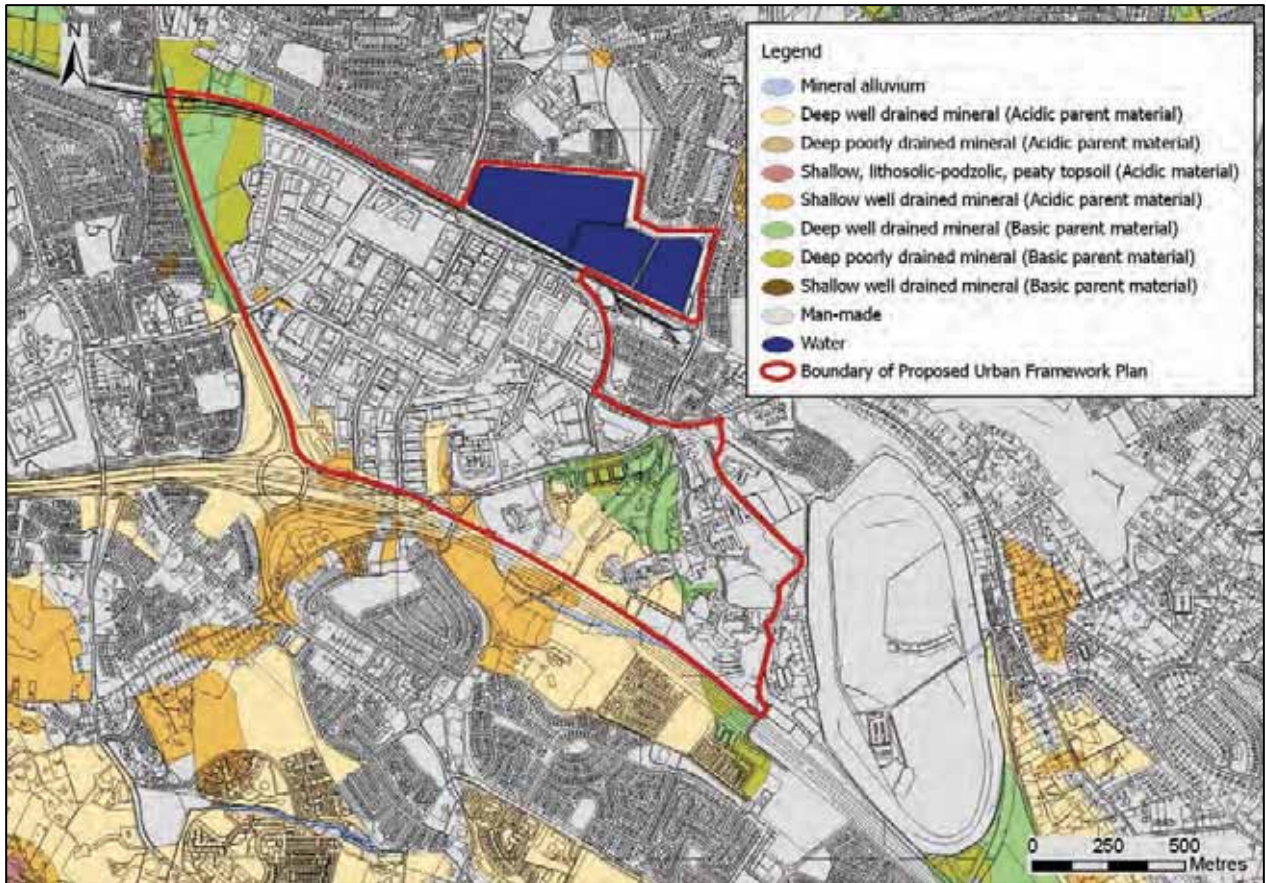 N
Legend
Mineral alluvium
Deep well drained mineral (Acidic parent material)
Deep poorly drained mineral (Acidic parent material)
Shallow, lithosolic-podzolic, peaty topsoil (Acidic material)
Shallow well drained mineral (Acidic parent material)
Deep well drained mineral (Basic parent material)
Deep poorly drained mineral (Basic parent material)
Shallow well drained mineral (Basic parent material)
Man-made
Water
Boundary of Proposed Urban Framework Plan
0 250 500
Metres